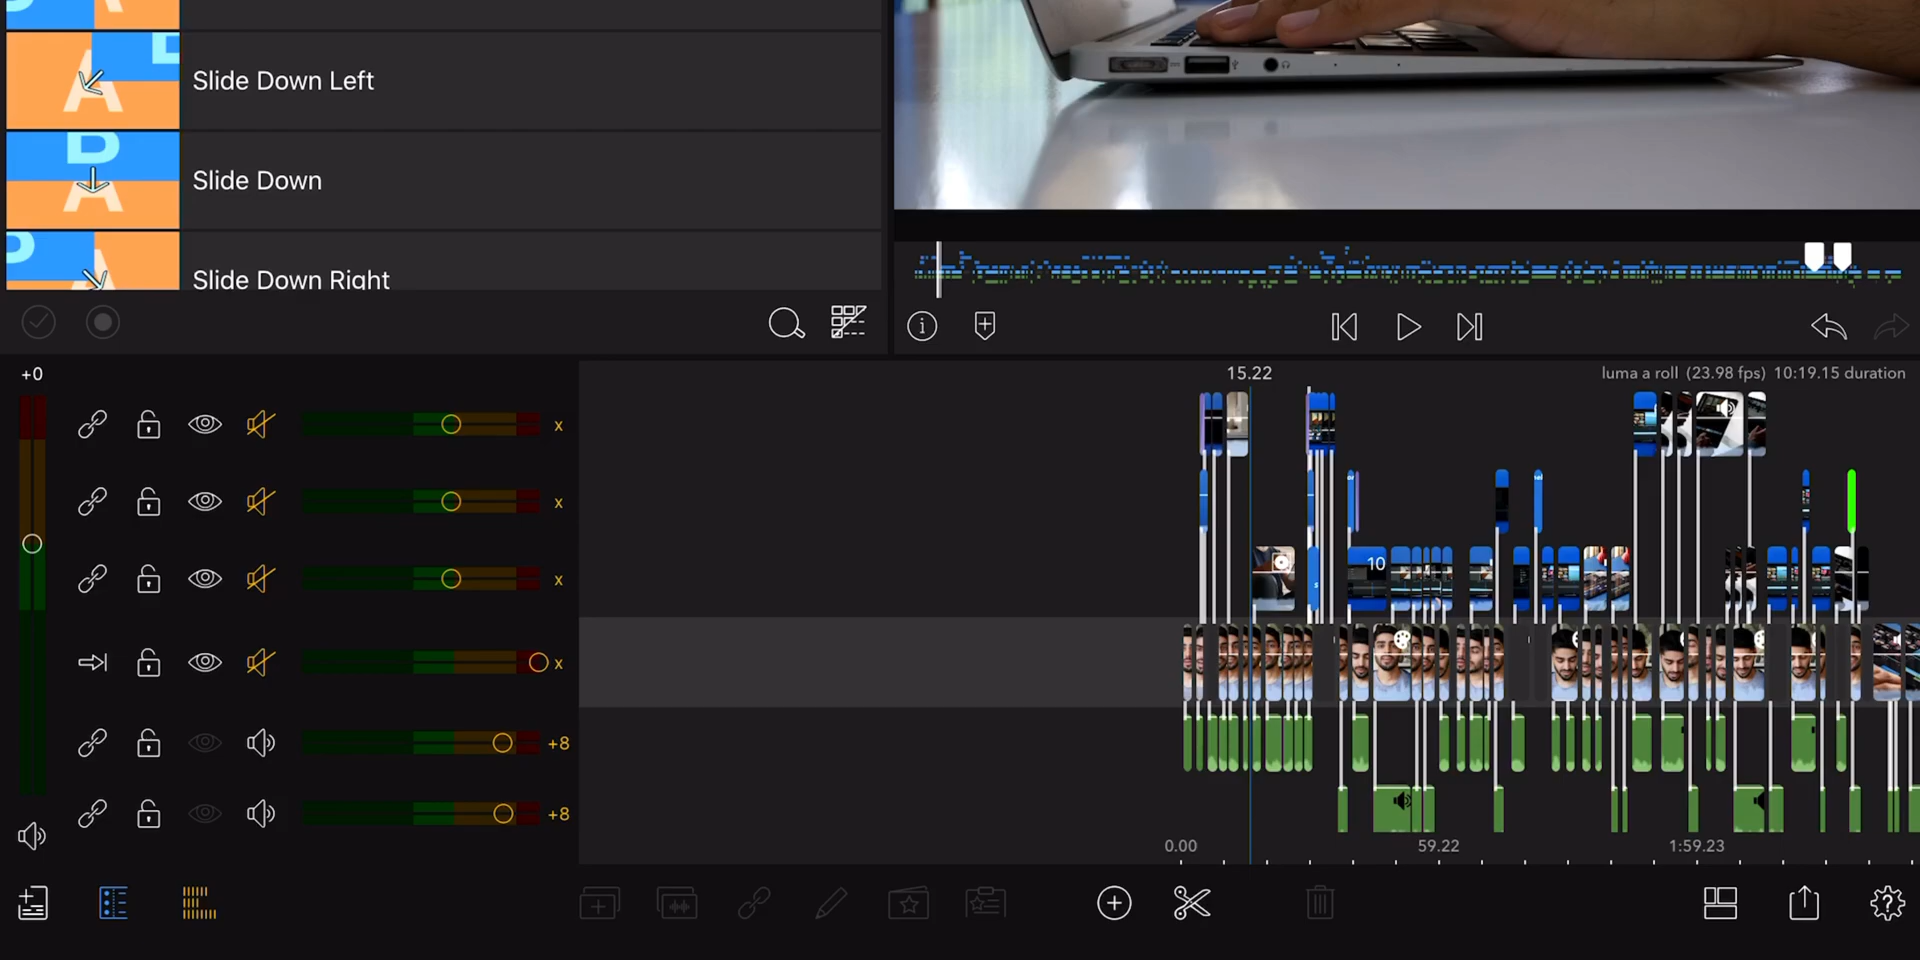 A
B
A
Slide Down Left
B
A
Slide Down
B
A
Slide Down Right
+0
15.22
luma a roll (23.98 fps) 10:19.15 duration
x
x
x
10
x
+8
+8
0.00
59.22
1:59.23